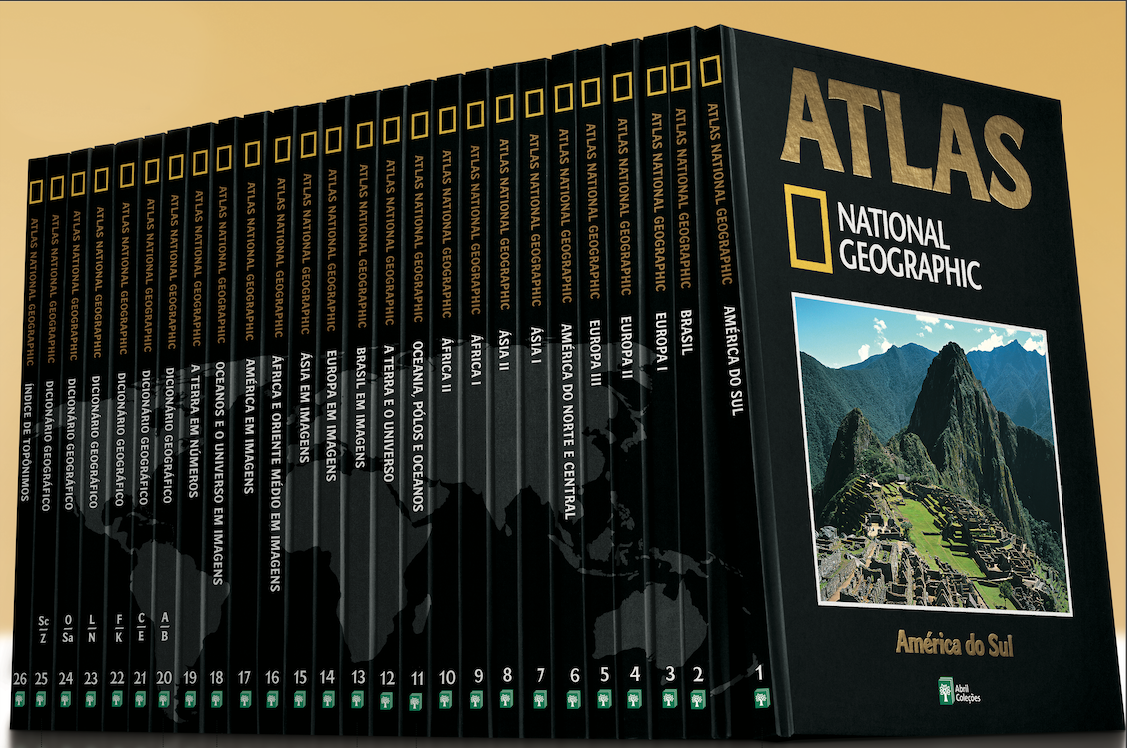 ATLAS
NATIONAL
GEOGRAPHIC
América do Sul
Abril
Coleções
ATLAS NATIONAL GEOGRAPHIC ÍNDICE DE TOPÔNIMOS 26
ATLAS NATIONAL GEOGRAPHIC DICIONÁRIO GEOGRÁFICO Sc Z 25
ATLAS NATIONAL GEOGRAPHIC DICIONÁRIO GEOGRÁFICO O Sa 24
ATLAS NATIONAL GEOGRAPHIC DICIONÁRIO GEOGRÁFICO L N 23
ATLAS NATIONAL GEOGRAPHIC DICIONÁRIO GEOGRÁFICO F K 22
ATLAS NATIONAL GEOGRAPHIC DICIONÁRIO GEOGRÁFICO C E 21
ATLAS NATIONAL GEOGRAPHIC DICIONÁRIO GEOGRÁFICO A B 20
ATLAS NATIONAL GEOGRAPHIC A TERRA EM NÚMEROS 19
ATLAS NATIONAL GEOGRAPHIC OCEANOS E O UNIVERSO EM IMAGENS 18
ATLAS NATIONAL GEOGRAPHIC AMÉRICA EM IMAGENS 17
ATLAS NATIONAL GEOGRAPHIC ÁFRICA E ORIENTE MÉDIO EM IMAGENS 16
ATLAS NATIONAL GEOGRAPHIC ÁSIA EM IMAGENS 15
ATLAS NATIONAL GEOGRAPHIC EUROPA EM IMAGENS 14
ATLAS NATIONAL GEOGRAPHIC BRASIL EM IMAGENS 13
ATLAS NATIONAL GEOGRAPHIC A TERRA E O UNIVERSO 12
ATLAS NATIONAL GEOGRAPHIC OCEANIA, PÓLOS E OCEANOS 11
ATLAS NATIONAL GEOGRAPHIC ÁFRICA II 10
ATLAS NATIONAL GEOGRAPHIC ÁFRICA I 9
ATLAS NATIONAL GEOGRAPHIC ÁSIA II 8
ATLAS NATIONAL GEOGRAPHIC ÁSIA I 7
ATLAS NATIONAL GEOGRAPHIC AMÉRICA DO NORTE E CENTRAL 6
ATLAS NATIONAL GEOGRAPHIC EUROPA III 5
ATLAS NATIONAL GEOGRAPHIC EUROPA II 4
ATLAS NATIONAL GEOGRAPHIC EUROPA I 3
ATLAS NATIONAL GEOGRAPHIC BRASIL 2
ATLAS NATIONAL GEOGRAPHIC AMÉRICA DO SUL 1